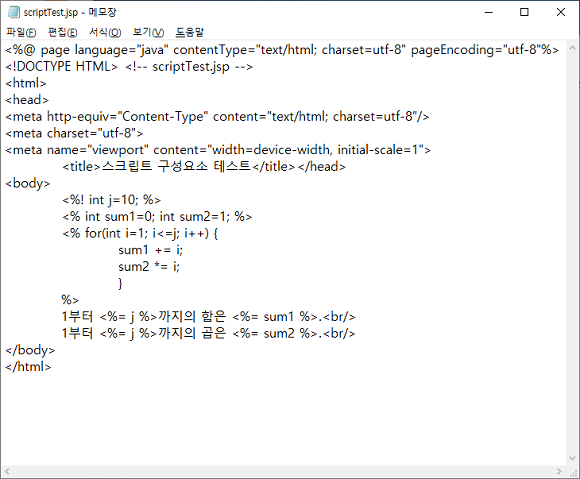 scriptTest.jsp - 메모장
파일(F) 편집(E) 서식(O) 보기(V) 도움말
<%@ page language="java" contentType="text/html; charset=utf-8" pageEncoding="utf-8"%>
<!DOCTYPE HTML> <!-- scriptTest.jsp -->
<html>
<head>
<meta http-equiv="Content-Type" content="text/html; charset=utf-8"/>
<meta charset="utf-8">
<meta name="viewport" content="width=device-width, initial-scale=1">
<title>스크립트 구성요소 테스트</title></head>
<body>
<%! int j=10; %>
<% int sum1=0; int sum2=1; %>
<% for(int i=1; i<=j; i++) {
sum1 += i;
sum2 *= i;
}
%>
1부터 <%= j %>까지의 합은 <%= sum1 %>.<br/>
1부터 <%= j %>까지의 곱은 <%= sum2 %>.<br/>
</body>
</html>